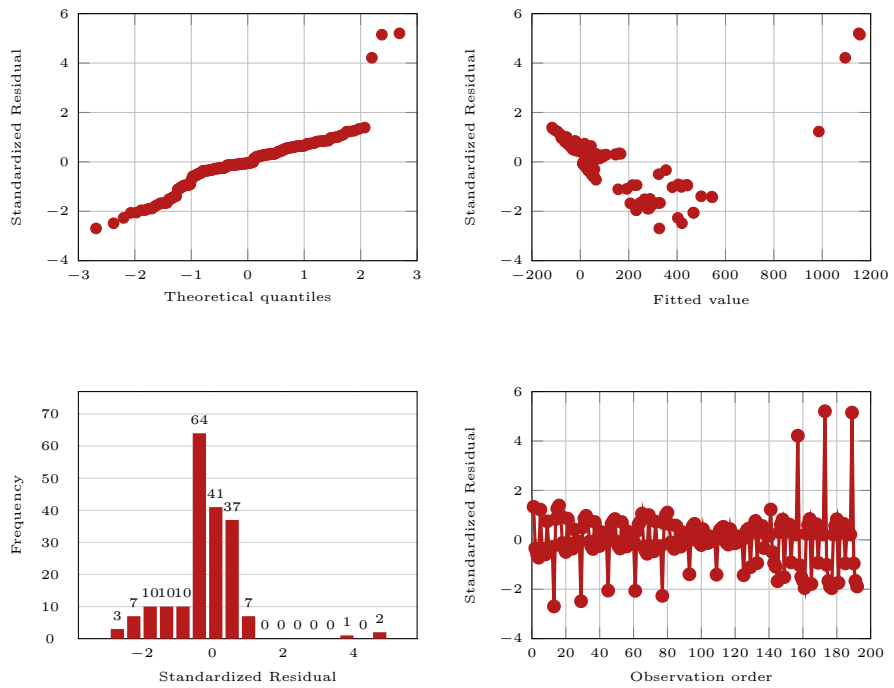 6
4
2
0
−2
−4
−3 −2 −1 0 1 2 3
Theoretical quantiles
Standardized Residual
6
4
2
0
−2
−4
−200 0 200 400 600 800 1000 1200
Fitted value
Standardized Residual
70
60
50
40
30
20
10
0
3 7 10 10 10 64 41 37 7 0 0 0 0 0 1 0 2
−2 0 2 4
Standardized Residual
Frequency
6
4
2
0
−2
−4
0 20 40 60 80 100 120 140 160 180 200
Observation order
Standardized Residual